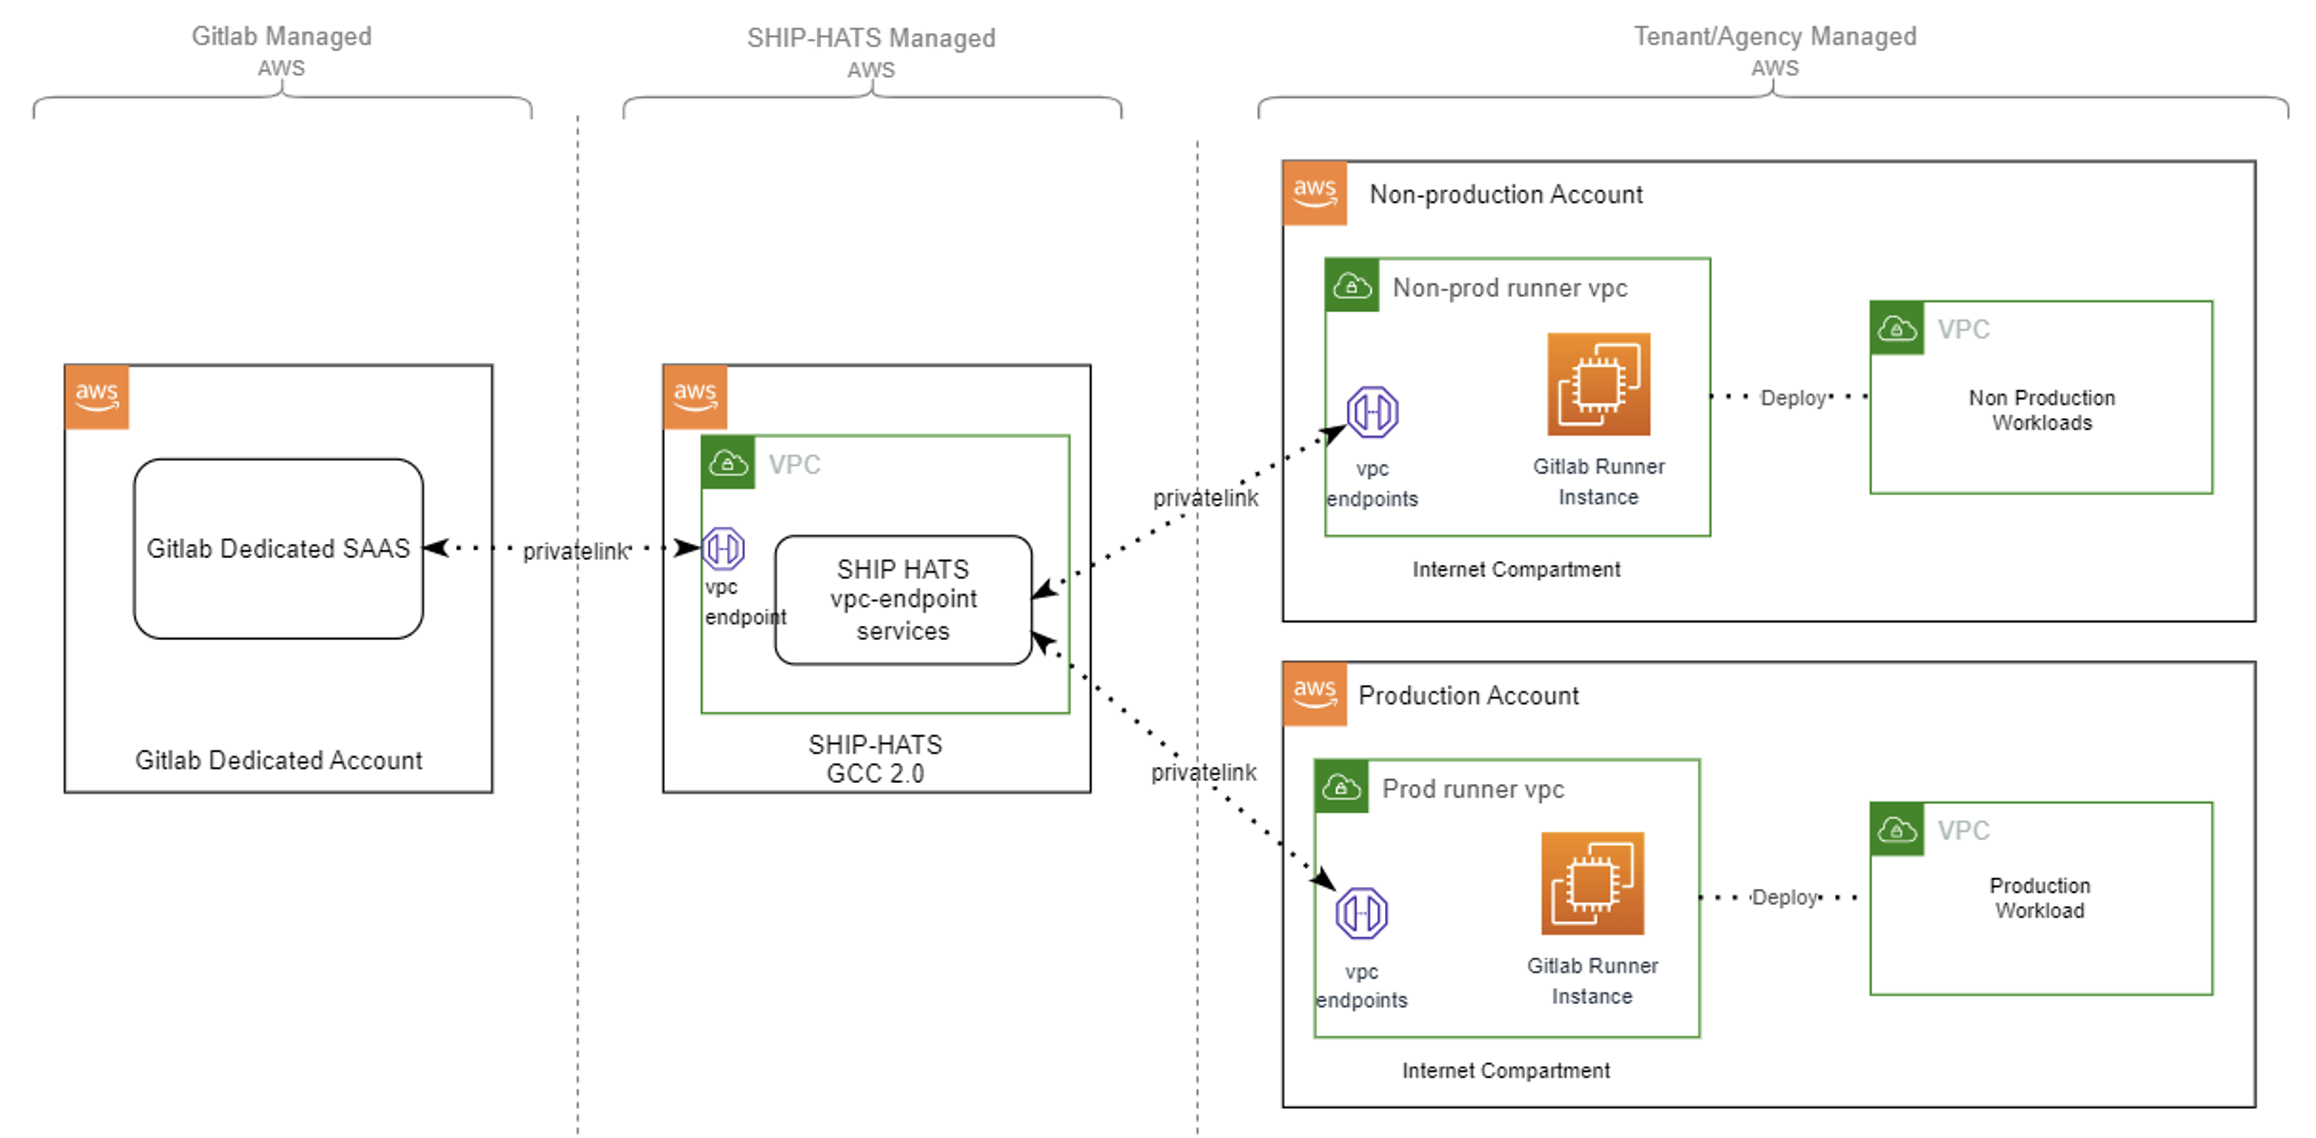 Gitlab Managed
AWS
SHIP-HATS Managed
AWS
Tenant/Agency Managed
AWS
aws
Gitlab Dedicated SAAS
Gitlab Dedicated Account
privatelink
aws
VPC
vpc
endpoint
SHIP HATS
vpc-endpoint
services
SHIP-HATS
GCC 2.0
privatelink
privatelink
aws
Non-production Account
Non-prod runner vpc
vpc
endpoints
Gitlab Runner
Instance
Internet Compartment
Deploy
VPC
Non Production
Workloads
aws
Production Account
Prod runner vpc
vpc
endpoints
Gitlab Runner
Instance
Internet Compartment
Deploy
VPC
Production
Workload